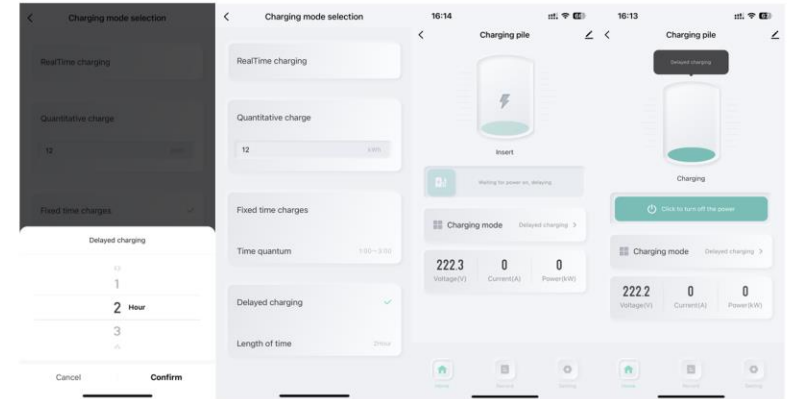 Charging mode selection
RealTime charging
Quantitative charge
12
kWh
Fixed time charges
Delayed charging
1
2 Hour
3
Cancel Confirm
Charging mode selection
RealTime charging
Quantitative charge
12 kWh
Fixed time charges
Time quantum 1:00-3:00
Delayed charging
Length of time 2Hour
16:14
Charging pile
Insert
Waiting for power on, delaying
Charging mode Delayed charging
222.3 0 0
Voltage(V) Current(A) Power(kW)
Home Record Setting
16:13
Charging pile
Delayed charging
Charging
Click to turn off the power
Charging mode Delayed charging
222.2 0 0
Voltage(V) Current(A) Power(kW)
Home Record Setting